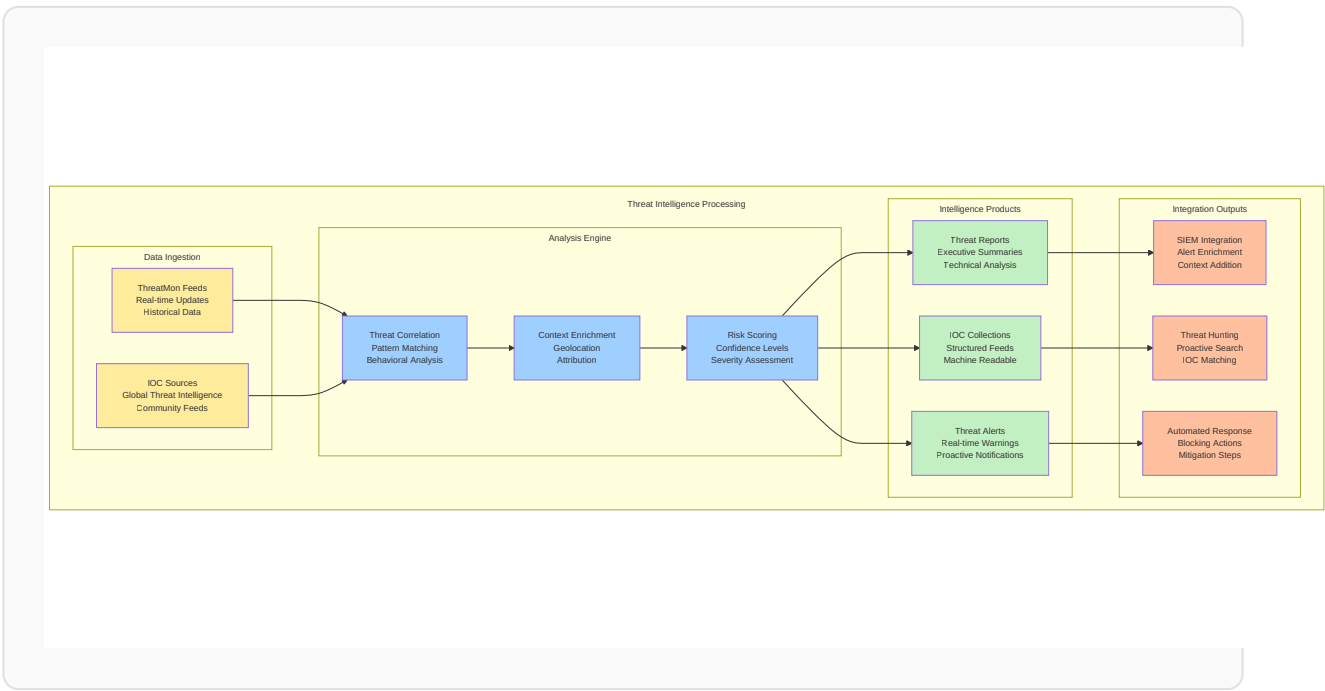 Threat Intelligence Processing
Data Ingestion
ThreatMon Feeds
Real-time Updates
Historical Data
IOC Sources
Global Threat Intelligence
Community Feeds
Analysis Engine
Threat Correlation
Pattern Matching
Behavioral Analysis
Context Enrichment
Geolocation
Attribution
Risk Scoring
Confidence Levels
Severity Assessment
Intelligence Products
Threat Reports
Executive Summaries
Technical Analysis
IOC Collections
Structured Feeds
Machine Readable
Threat Alerts
Real-time Warnings
Proactive Notifications
Integration Outputs
SIEM Integration
Alert Enrichment
Context Addition
Threat Hunting
Proactive Search
IOC Matching
Automated Response
Blocking Actions
Mitigation Steps